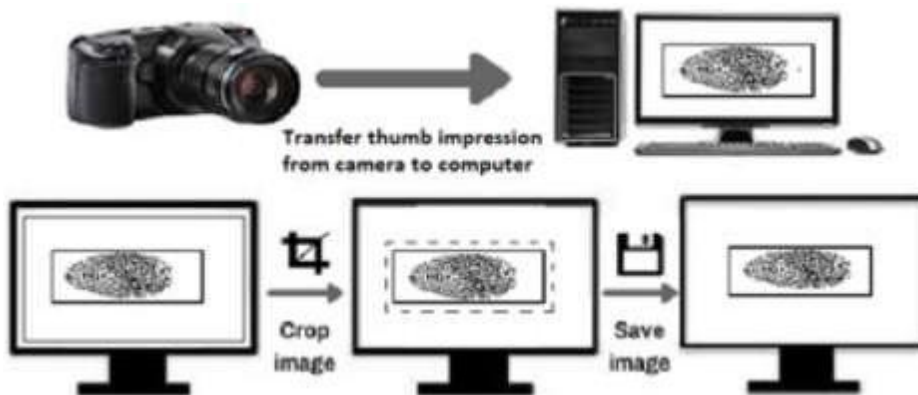 Transfer thumb impression
from camera to computer
Crop
image
Save
image